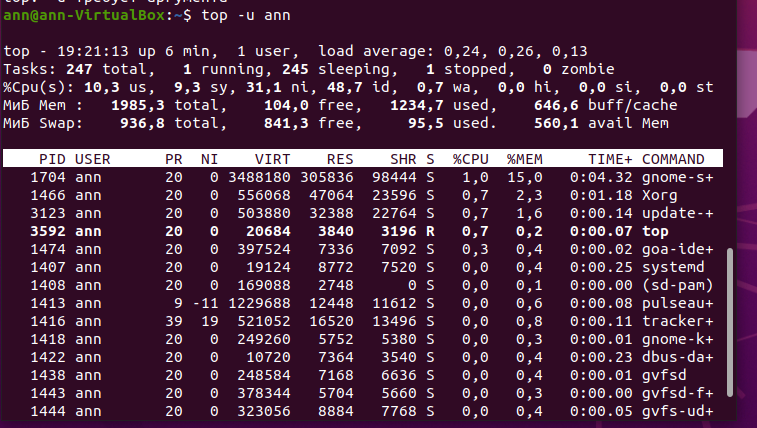 ann@ann-VirtualBox:~$ top -u ann
top - 19:21:13 up 6 min,  1 user,  load average: 0,24, 0,26, 0,13
Tasks: 247 total,   1 running, 245 sleeping,   1 stopped,   0 zombie
%Cpu(s): 10,3 us,  9,3 sy, 31,1 ni, 48,7 id,  0,7 wa,  0,0 hi,  0,0 si,  0,0 st
МиБ Mem :   1985,3 total,    104,0 free,   1234,7 used,    646,6 buff/cache
МиБ Swap:    936,8 total,    841,3 free,     95,5 used.    560,1 avail Mem
PID USER      PR  NI    VIRT    RES    SHR S  %CPU  %MEM     TIME+ COMMAND
1704 ann       20   0 3488180 305836  98444 S   1,0  15,0   0:04.32 gnome-s+
1466 ann       20   0  556068  47064  23596 S   0,7   2,3   0:01.18 Xorg
3123 ann       20   0  503880  32388  22764 S   0,7   1,6   0:00.14 update-+
3592 ann       20   0   20684   3840   3196 R   0,7   0,2   0:00.07 top
1474 ann       20   0  397524   7336   7092 S   0,3   0,4   0:00.02 goa-ide+
1407 ann       20   0   19124   8772   7520 S   0,0   0,4   0:00.25 systemd
1408 ann       20   0  169088   2748      0 S   0,0   0,1   0:00.00 (sd-pam)
1413 ann        9 -11 1229688  12448  11612 S   0,0   0,6   0:00.08 pulseau+
1416 ann       39  19  521052  16520  13496 S   0,0   0,8   0:00.11 tracker+
1418 ann       20   0  249260   5752   5380 S   0,0   0,3   0:00.01 gnome-k+
1422 ann       20   0   10720   7364   3540 S   0,0   0,4   0:00.23 dbus-da+
1438 ann       20   0  248584   7168   6636 S   0,0   0,4   0:00.01 gvfsd
1443 ann       20   0  378344   5704   5660 S   0,0   0,3   0:00.00 gvfsd-f+
1444 ann       20   0  323056   8884   7768 S   0,0   0,4   0:00.05 gvfs-ud+